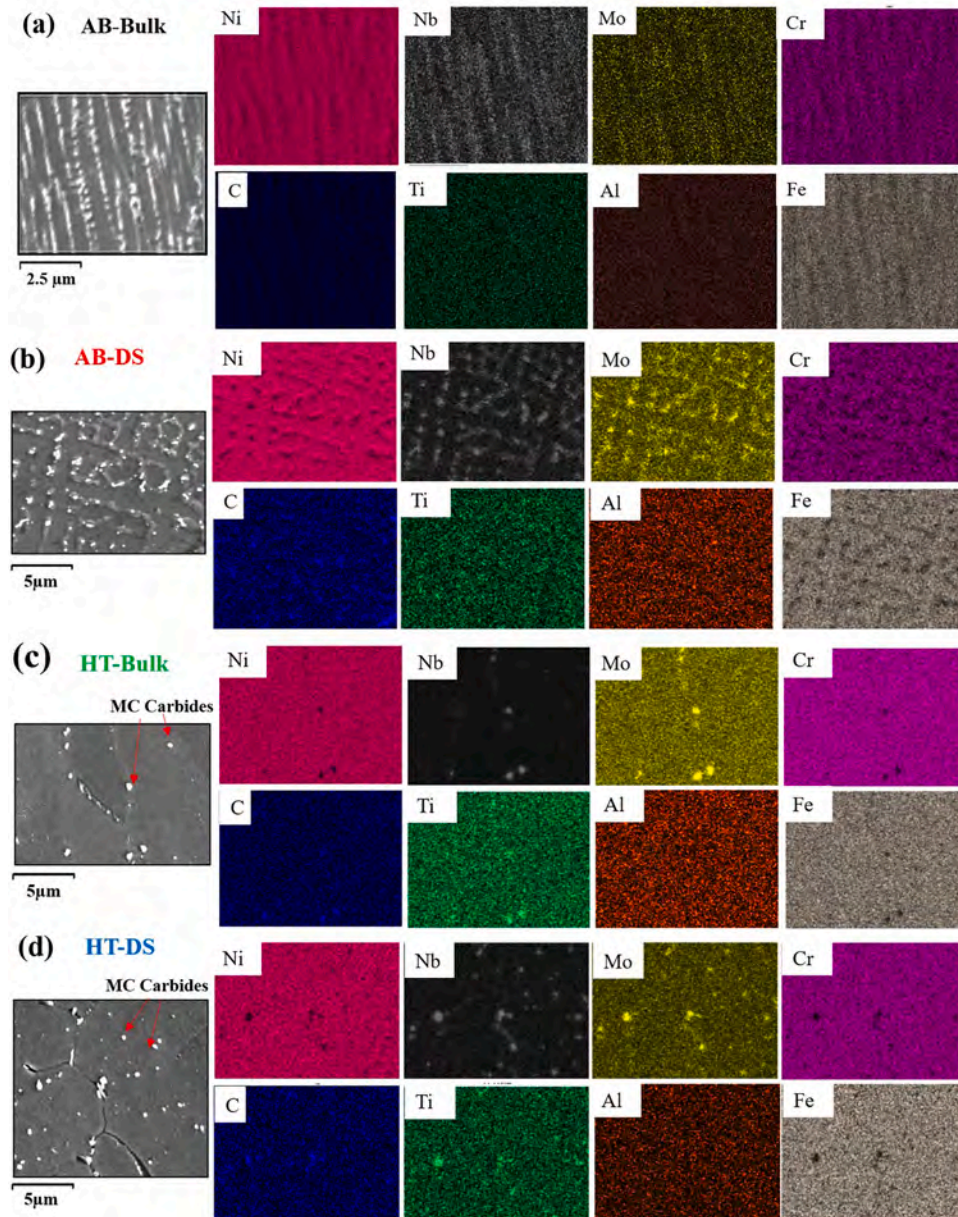 (a) AB-Bulk
Ni Nb Mo Cr
C Ti Al Fe
2.5 μm
(b) AB-DS
Ni Nb Mo Cr
C Ti Al Fe
5μm
(c) HT-Bulk
MC Carbides
Ni Nb Mo Cr
C Ti Al Fe
5μm
(d) HT-DS
MC Carbides
Ni Nb Mo Cr
C Ti Al Fe
5μm